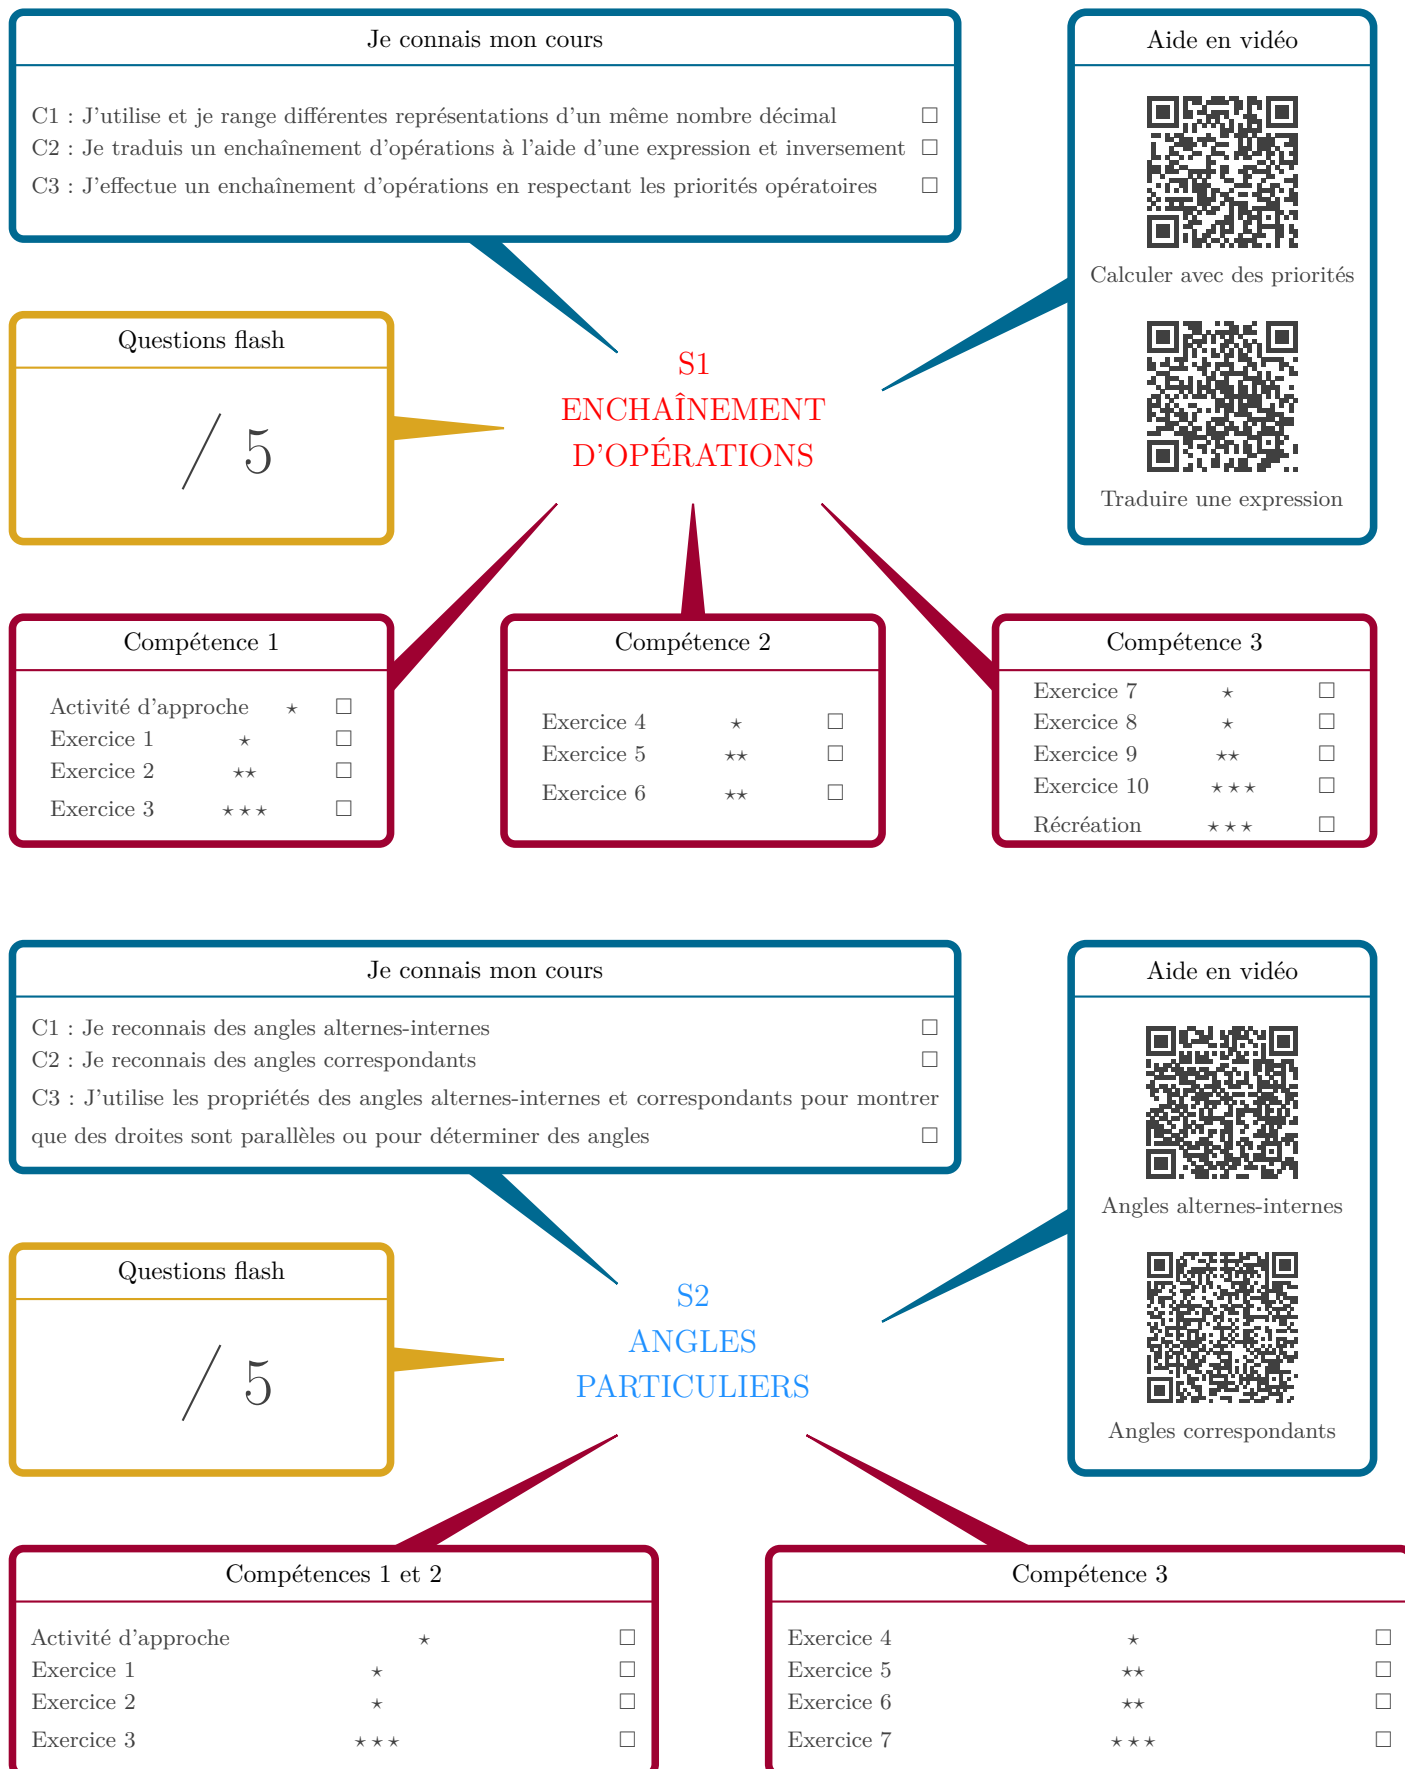 Je connais mon cours
C1 : J'utilise et je range différentes représentations d'un même nombre décimal □
C2 : Je traduis un enchaînement d'opérations à l'aide d'une expression et inversement □
C3 : J'effectue un enchaînement d'opérations en respectant les priorités opératoires □
Aide en vidéo
Calculer avec des priorités
Traduire une expression
Questions flash
/ 5
S1
ENCHAÎNEMENT
D'OPÉRATIONS
Compétence 1
Activité d'approche ⋆ □
Exercice 1 ⋆ □
Exercice 2 ⋆⋆ □
Exercice 3 ⋆ ⋆ ⋆ □
Compétence 2
Exercice 4 ⋆ □
Exercice 5 ⋆⋆ □
Exercice 6 ⋆⋆ □
Compétence 3
Exercice 7 ⋆ □
Exercice 8 ⋆ □
Exercice 9 ⋆⋆ □
Exercice 10 ⋆ ⋆ ⋆ □
Récréation ⋆ ⋆ ⋆ □
Je connais mon cours
C1 : Je reconnais des angles alternes-internes □
C2 : Je reconnais des angles correspondants □
C3 : J'utilise les propriétés des angles alternes-internes et correspondants pour montrer
que des droites sont parallèles ou pour déterminer des angles □
Aide en vidéo
Angles alternes-internes
Angles correspondants
Questions flash
/ 5
S2
ANGLES
PARTICULIERS
Compétences 1 et 2
Activité d'approche ⋆ □
Exercice 1 ⋆ □
Exercice 2 ⋆ □
Exercice 3 ⋆ ⋆ ⋆ □
Compétence 3
Exercice 4 ⋆ □
Exercice 5 ⋆⋆ □
Exercice 6 ⋆⋆ □
Exercice 7 ⋆ ⋆ ⋆ □